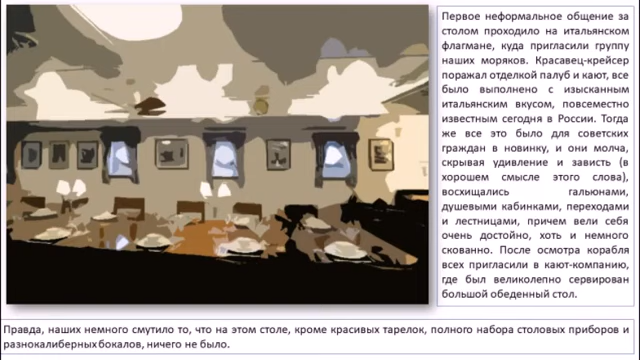 Первое неформальное общение за
столом проходило на итальянском
флагмане, куда пригласили группу
наших моряков. Красавец-крейсер
поражал отделкой палуб и кают, все
было выполнено с изысканным
итальянским вкусом, повсеместно
известным сегодня в России. Тогда
же все это было для советских
граждан в новинку, и они молча,
скрывая удивление и зависть (в
хорошем смысле этого слова),
восхищались гальюнами,
душевыми кабинками, переходами
и лестницами, причем вели себя
очень достойно, хоть и немного
скованно. После осмотра корабля
всех пригласили в кают-компанию,
где был великолепно сервирован
большой обеденный стол.
Правда, наших немного смутило то, что на этом столе, кроме красивых тарелок, полного набора столовых приборов и
разнокалиберных бокалов, ничего не было.